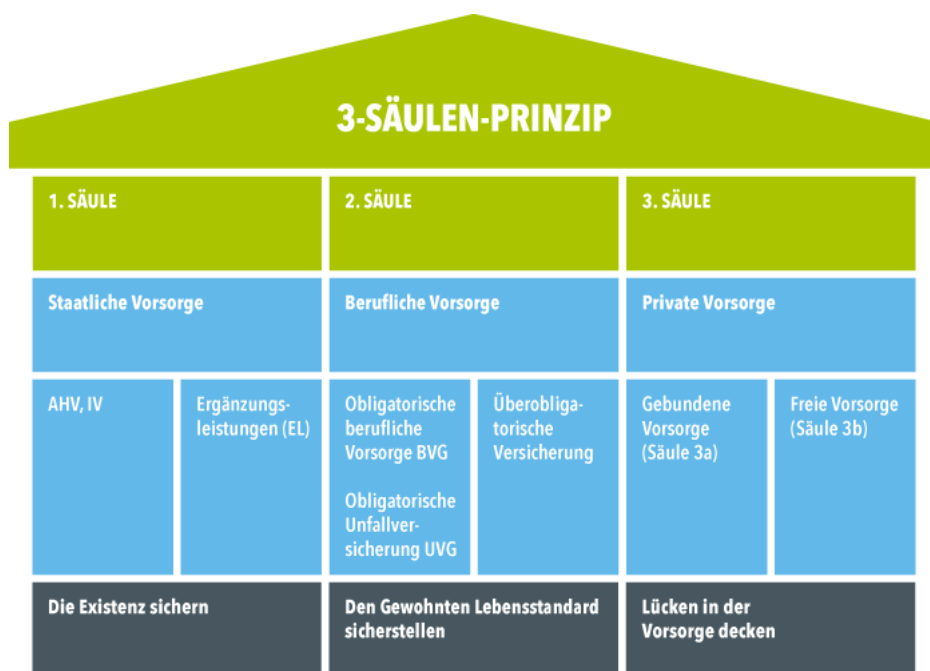 3-SÄULEN-PRINZIP
1. SÄULE
2. SÄULE
3. SÄULE
Staatliche Vorsorge
Berufliche Vorsorge
Private Vorsorge
AHV, IV
Ergänzungs-
leistungen (EL)
Obligatorische
berufliche
Vorsorge BVG
Obligatorische
Unfallver-
sicherung UVG
Überobliga-
torische
Versicherung
Gebundene
Vorsorge
(Säule 3a)
Freie Vorsorge
(Säule 3b)
Die Existenz sichern
Den Gewohnten Lebensstandard
sicherstellen
Lücken in der
Vorsorge decken